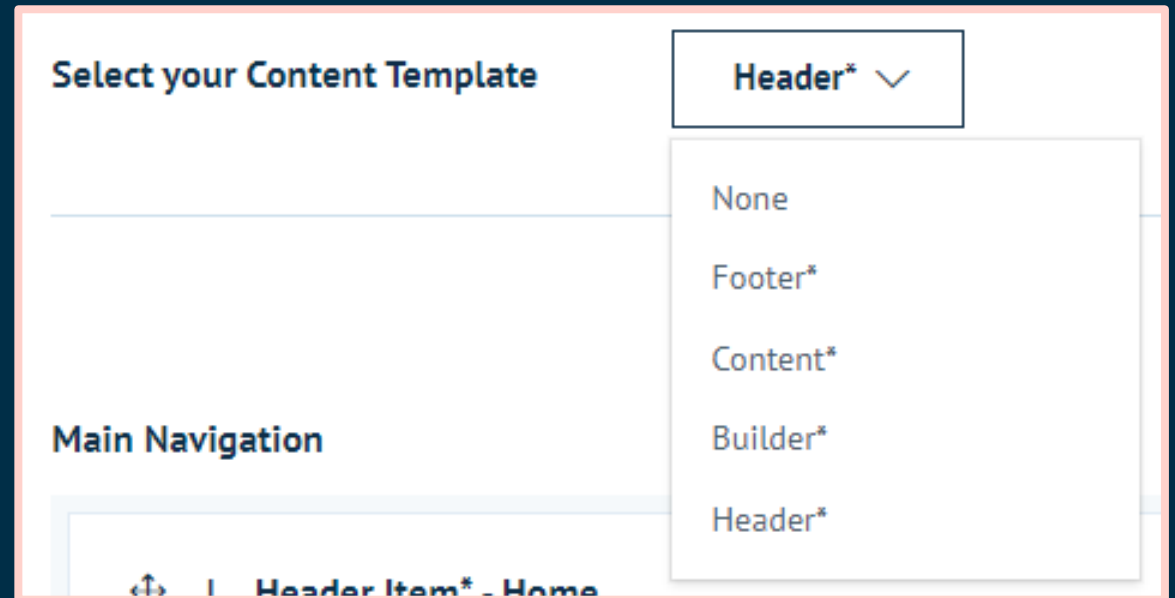 Select your Content Template
Header*
None
Footer*
Content*
Builder*
Header*
Main Navigation
Header Item* - Home